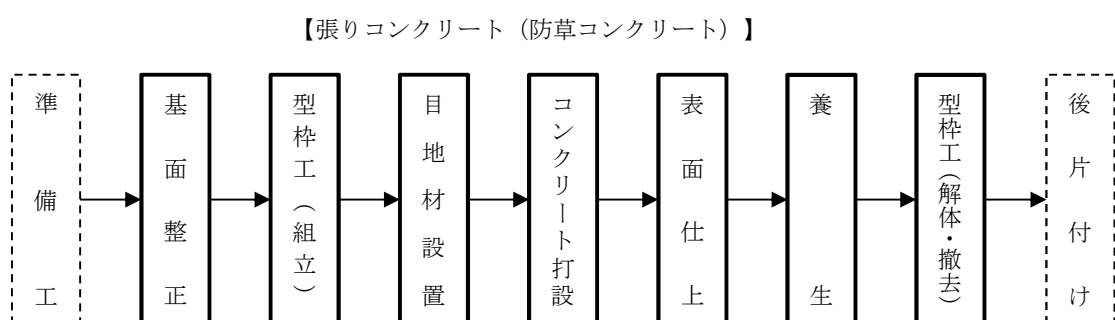 【張りコンクリート（防草コンクリート）】
準備工
基面整正
型枠工（組立）
目地材設置
コンクリート打設
表面仕上
養生
型枠工（解体・撤去）
後片付け